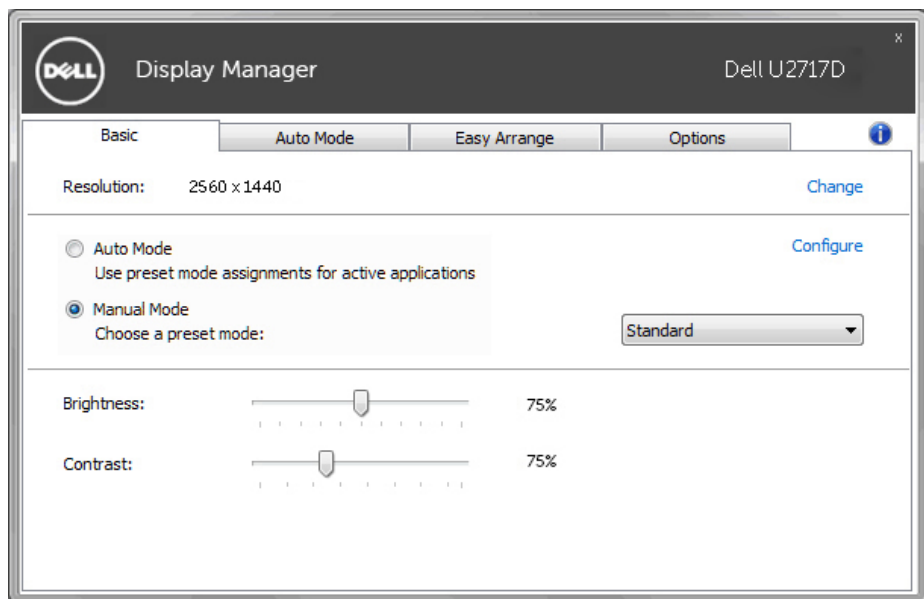 DELL
Display Manager
Dell U2717D
x
Basic
Auto Mode
Easy Arrange
Options
i
Resolution: 2560 x 1440
Change
Auto Mode
Configure
Use preset mode assignments for active applications
Manual Mode
Choose a preset mode:
Standard
Brightness: 75%
Contrast: 75%